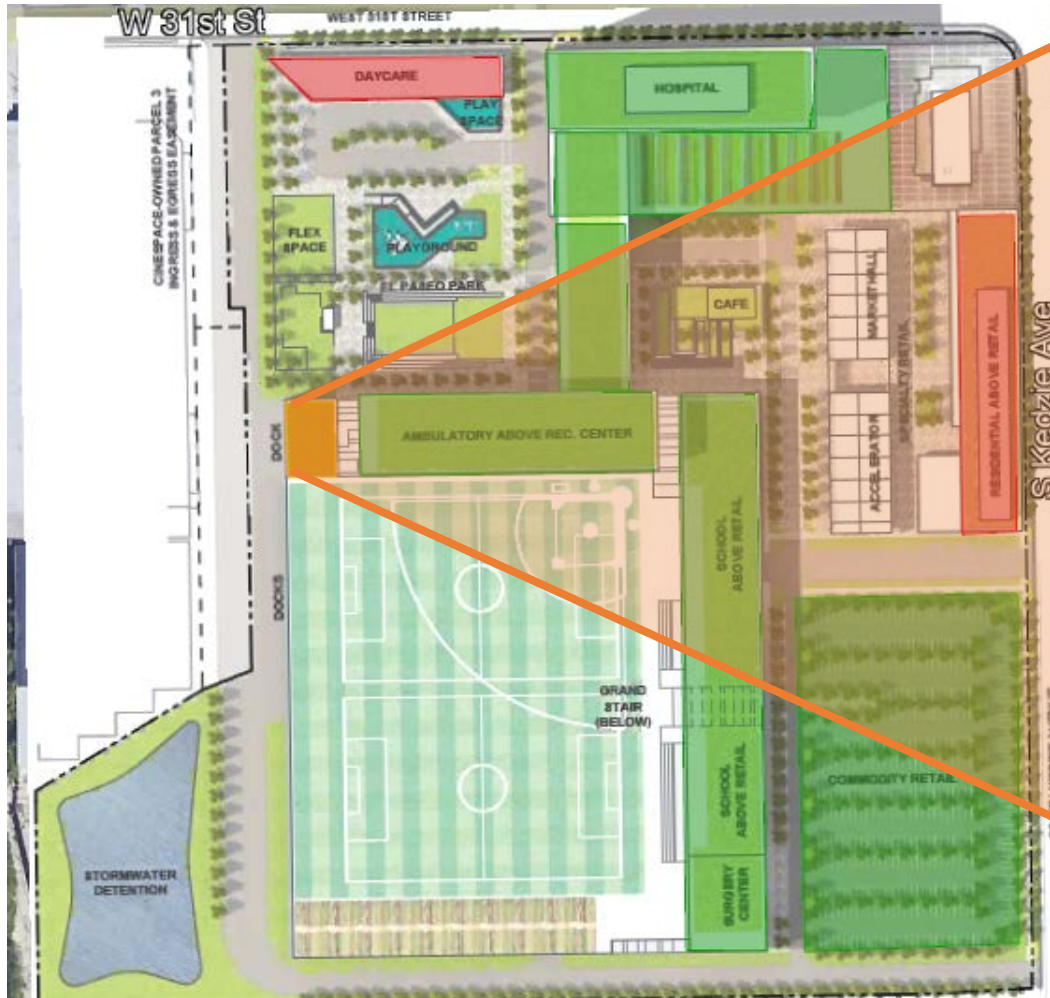 W 31st St
WEST 31ST STREET
DAYCARE
PLAY
SPACE
HOSPITAL
CINESPACE-OWNED PARCEL 3
INGRESS & EGRESS EASEMENT
FLEX
SPACE
PLAYGROUND
EL PASEO PARK
CAFE
MARKET HALL
SPECIALTY RETAIL
ACCELERATOR
RESIDENTIAL ABOVE RETAIL
S Kedzie Ave
DOCK
AMBULATORY ABOVE REC. CENTER
SCHOOL
ABOVE RETAIL
DOCKS
GRAND
STAIR
(BELOW)
SCHOOL
ABOVE RETAIL
COMMODITY RETAIL
SURGERY
CENTER
STORMWATER
DETENTION